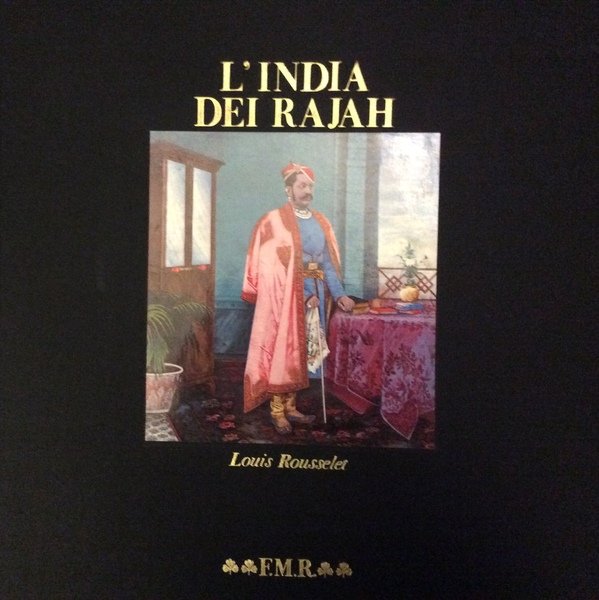 L'INDIA
DEI RAJAH
Louis Rousselet
F.M.R.